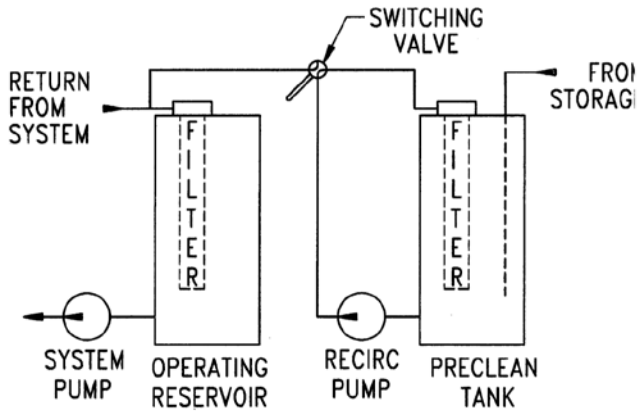 SWITCHING
VALVE
RETURN
FROM
SYSTEM
FILTER
FILTER
SYSTEM
PUMP
OPERATING
RESERVOIR
RECIRC
PUMP
PRECLEAN
TANK